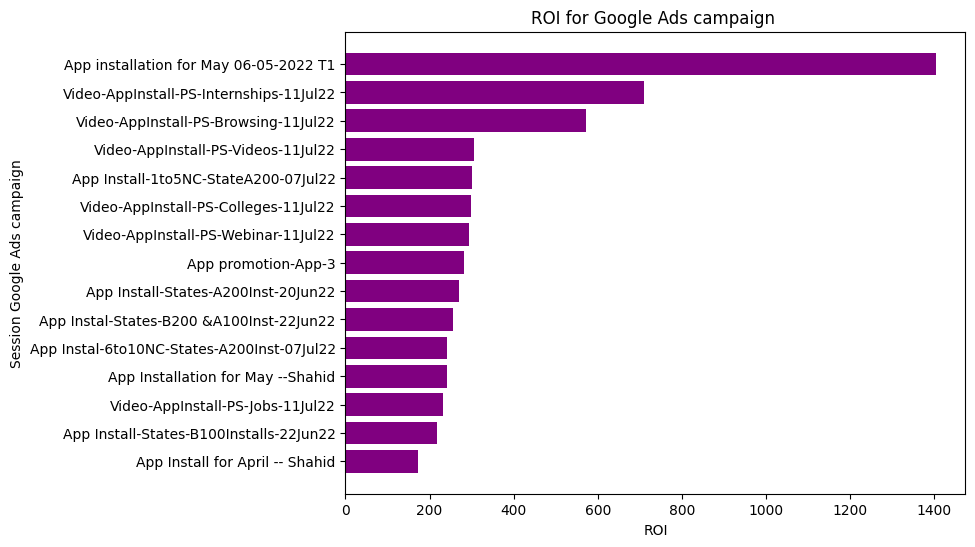 ROI for Google Ads campaign
Session Google Ads campaign
App installation for May 06-05-2022 T1
Video-AppInstall-PS-Internships-11Jul22
Video-AppInstall-PS-Browsing-11Jul22
Video-AppInstall-PS-Videos-11Jul22
App Install-1to5NC-StateA200-07Jul22
Video-AppInstall-PS-Colleges-11Jul22
Video-AppInstall-PS-Webinar-11Jul22
App promotion-App-3
App Install-States-A200Inst-20Jun22
App Instal-States-B200 &A100Inst-22Jun22
App Instal-6to10NC-States-A200Inst-07Jul22
App Installation for May --Shahid
Video-AppInstall-PS-Jobs-11Jul22
App Install-States-B100Installs-22Jun22
App Install for April -- Shahid
0 200 400 600 800 1000 1200 1400
ROI